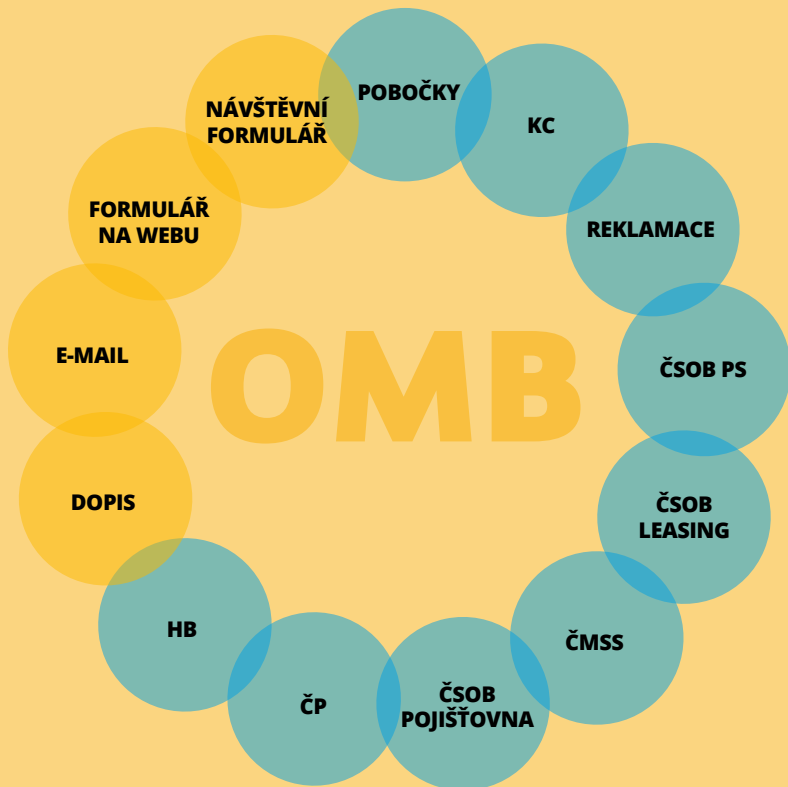 POBOČKY
KC
REKLAMACE
ČSOB PS
ČSOB
LEASING
ČMSS
ČSOB
POJIŠŤOVNA
ČP
HB
DOPIS
E-MAIL
FORMULÁŘ
NA WEBU
NÁVŠTĚVNÍ
FORMULÁŘ
OMB